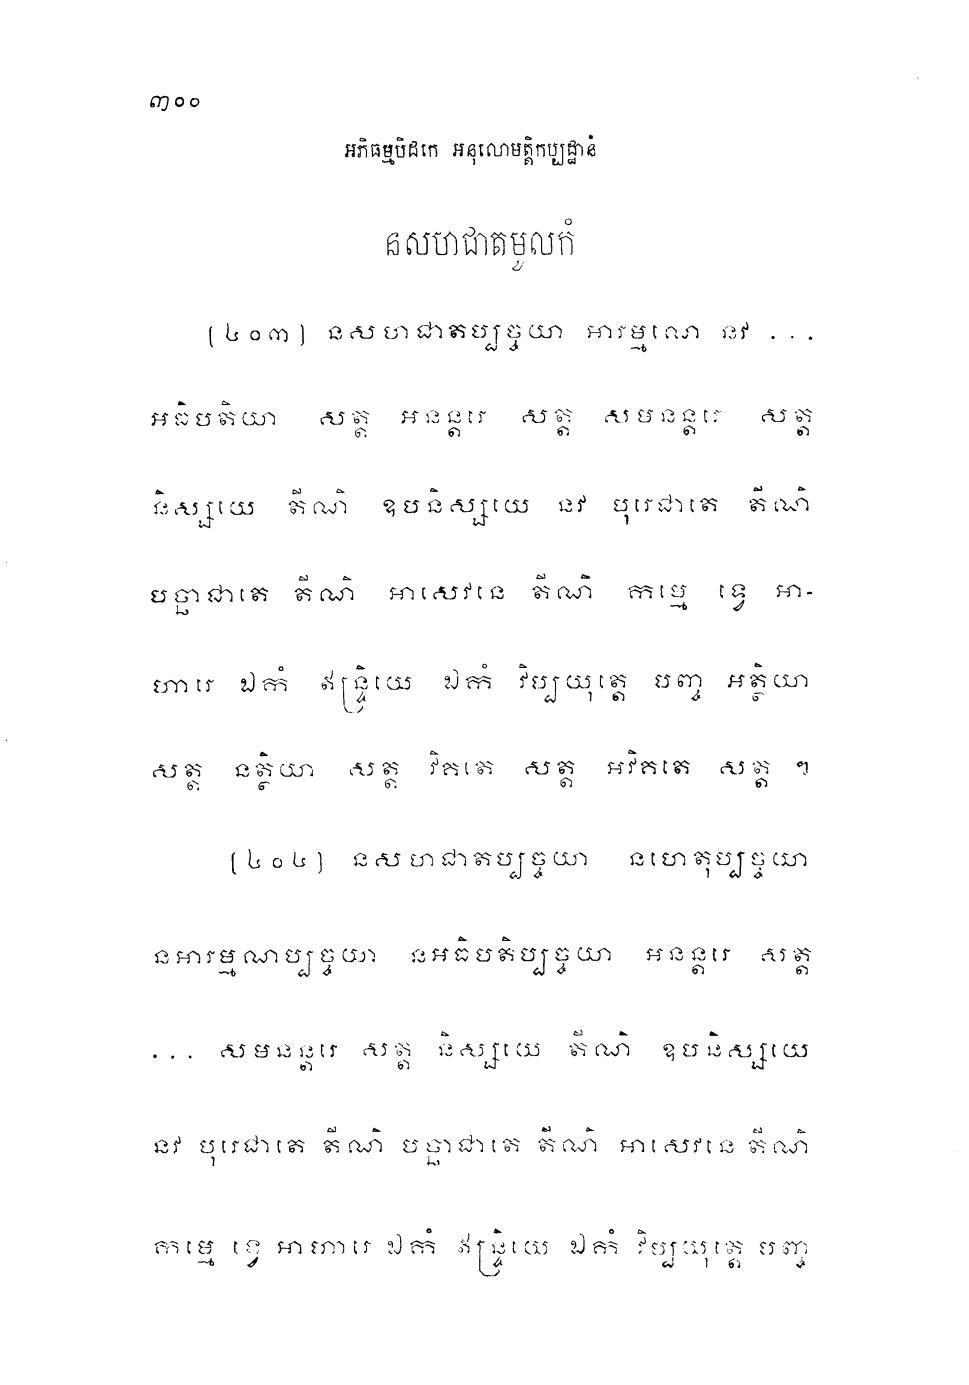 ៣០០
អភិធម្មបិដកេ អនុលោមត្តិកប្បដ្ឋានំ
នសហជាតមូលកំ
(៤០៣) នសហជាតប្បច្ចយា អារម្មណេ នវ ...
អធិបតិយា សត្ត អនន្តរេ សត្ត សមនន្តរេ សត្ត
និស្សយេ តីណិ ឧបនិស្សយេ នវ បុរេជាតេ តីណិ
បច្ឆាជាតេ តីណិ អាសេវនេ តីណិ កម្មេ ទ្វេ អា-
ហារេ ឯកំ ឥន្ទ្រិយេ ឯកំ វិប្បយុត្តេ បញ្ច អត្ថិយា
សត្ត នត្ថិយា សត្ត វិគតេ សត្ត អវិគតេ សត្ត ។
(៤០៤) នសហជាតប្បច្ចយា នហេតុប្បច្ចយា
នអារម្មណប្បច្ចយា នអធិបតិប្បច្ចយា អនន្តរេ សត្ត
... សមនន្តរេ សត្ត និស្សយេ តីណិ ឧបនិស្សយេ
នវ បុរេជាតេ តីណិ បច្ឆាជាតេ តីណិ អាសេវនេ តីណិ
កម្មេ ទ្វេ អាហារេ ឯកំ ឥន្ទ្រិយេ ឯកំ វិប្បយុត្តេ បញ្ច